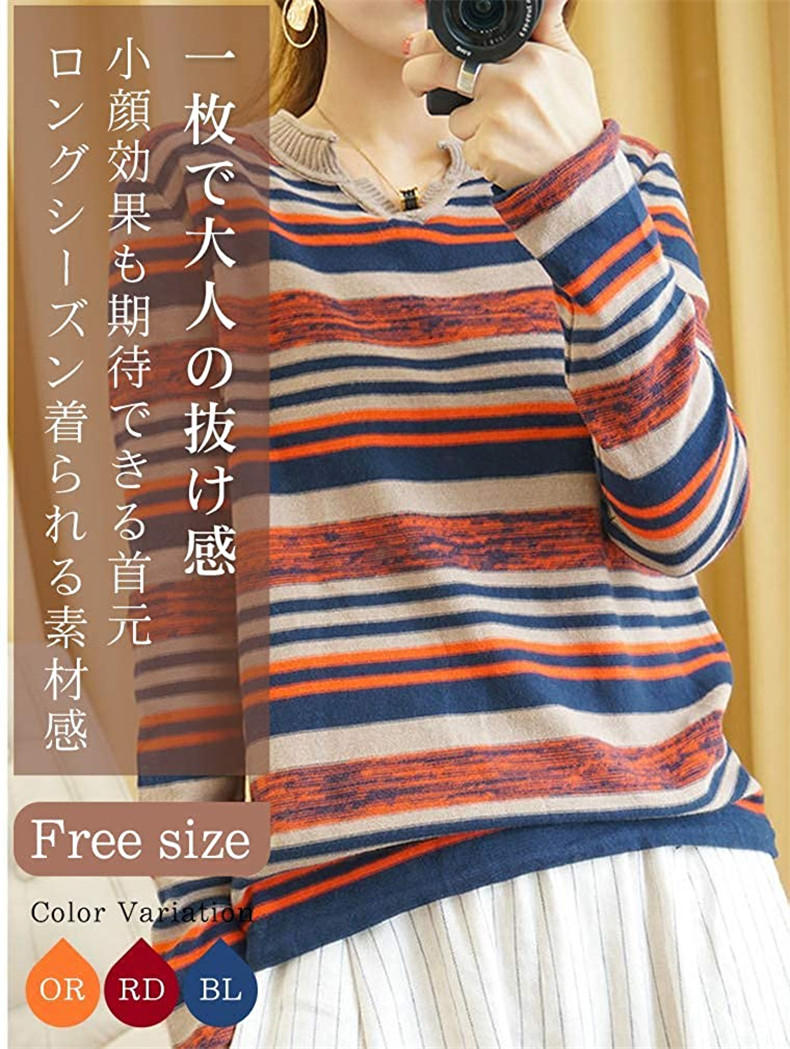 一枚で大人の抜け感
小顔効果も期待できる首元
ロングシーズン着られる素材感
Free size
Color Variation
OR RD BL